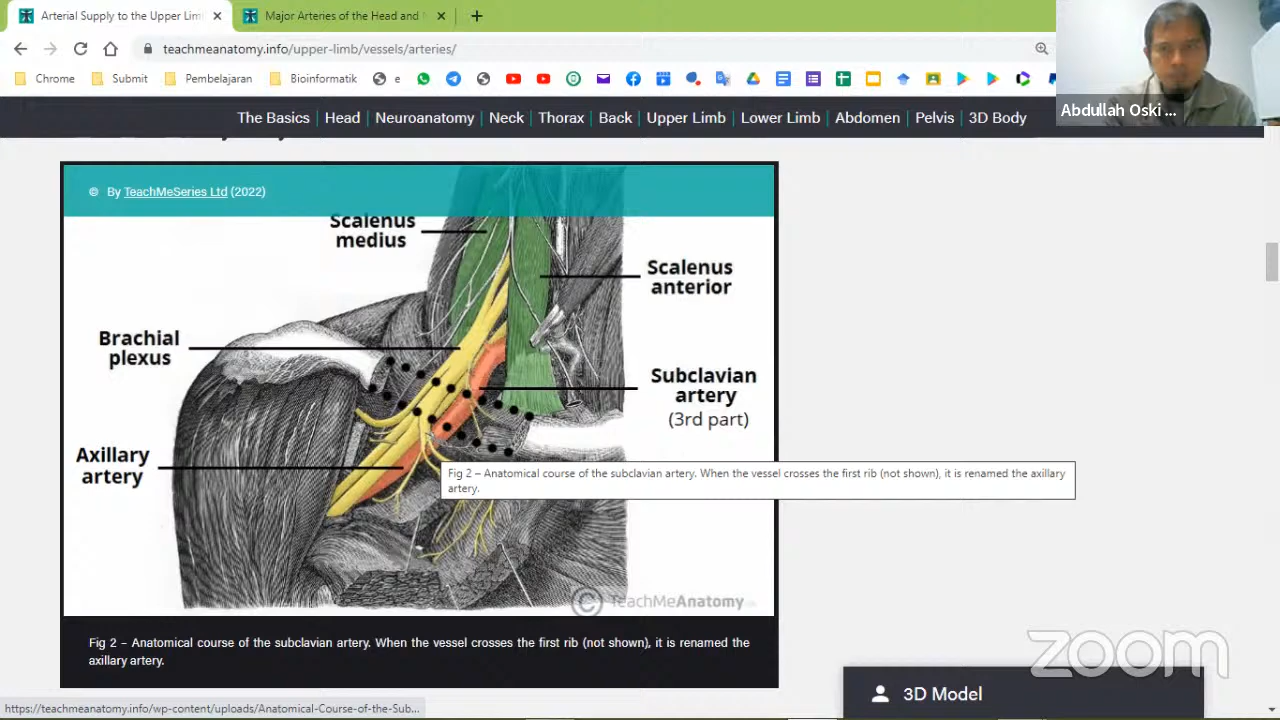 Arterial Supply to the Upper Lim
Major Arteries of the Head and
teachmeanatomy.info/upper-limb/vessels/arteries/
Chrome
Submit
Pembelajaran
Bioinformatik
e
Abdullah Oski ...
The Basics | Head | Neuroanatomy | Neck | Thorax | Back | Upper Limb | Lower Limb | Abdomen | Pelvis | 3D Body
© By TeachMeSeries Ltd (2022)
Scalenus
medius
Scalenus
anterior
Brachial
plexus
Subclavian
artery
(3rd part)
Axillary
artery
Fig 2 – Anatomical course of the subclavian artery. When the vessel crosses the first rib (not shown), it is renamed the axillary
artery.
© TeachMeAnatomy
Fig 2 – Anatomical course of the subclavian artery. When the vessel crosses the first rib (not shown), it is renamed the
axillary artery.
zoom
3D Model
https://teachmeanatomy.info/wp-content/uploads/Anatomical-Course-of-the-Sub...